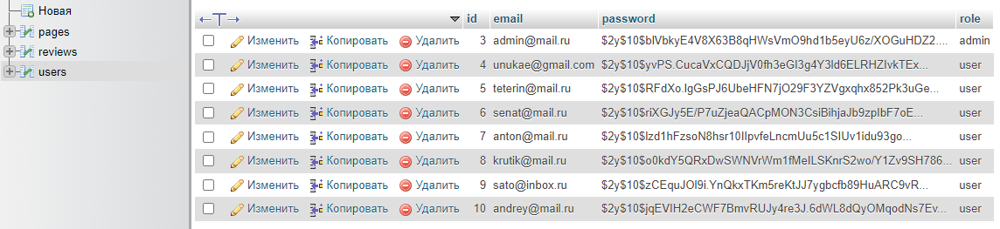 Новая
pages
reviews
users
id email password role
Изменить Копировать Удалить 3 admin@mail.ru $2y$10$blVbkyE4V8X63B8qHWsVmO9hd1b5eyU6z/XOGuHDZ2.... admin
Изменить Копировать Удалить 4 unukae@gmail.com $2y$10$yvPS.CucaVxCQDJjV0fh3eGI3g4Y3ld6ELRHZIvkTEx... user
Изменить Копировать Удалить 5 teterin@mail.ru $2y$10$RFdXo.lgGsPJ6UbeHFN7jO29F3YZVgxqhx852Pk3uGe... user
Изменить Копировать Удалить 6 senat@mail.ru $2y$10$riXGJy5E/P7uZjeaQACpMON3CsiBihjaJb9zpIbF7oE... user
Изменить Копировать Удалить 7 anton@mail.ru $2y$10$lzd1hFzsoN8hsr10IIpvfeLncmUu5c1SIUv1idu93go... user
Изменить Копировать Удалить 8 krutik@mail.ru $2y$10$o0kdY5QRxDwSWNVrWm1fMeILSKnrS2wo/Y1Zv9SH786... user
Изменить Копировать Удалить 9 sato@inbox.ru $2y$10$zCEquJOl9i.YnQkxTKm5reKtJJ7ygbcfb89HuARC9vR... user
Изменить Копировать Удалить 10 andrey@mail.ru $2y$10$jqEVIH2eCWF7BmvRUJy4re3J.6dWL8dQyOMqodNs7Ev... user